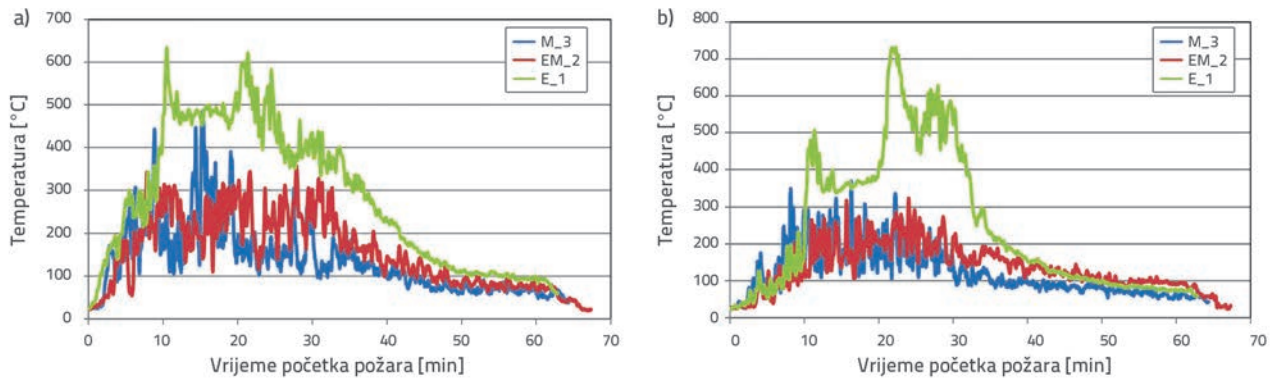 a)
700
600
500
400
300
200
100
0
Temperatura [°C]
M_3
EM_2
E_1
0 10 20 30 40 50 60 70
Vrijeme početka požara [min]
b)
800
700
600
500
400
300
200
100
0
Temperatura [°C]
M_3
EM_2
E_1
0 10 20 30 40 50 60 70
Vrijeme početka požara [min]